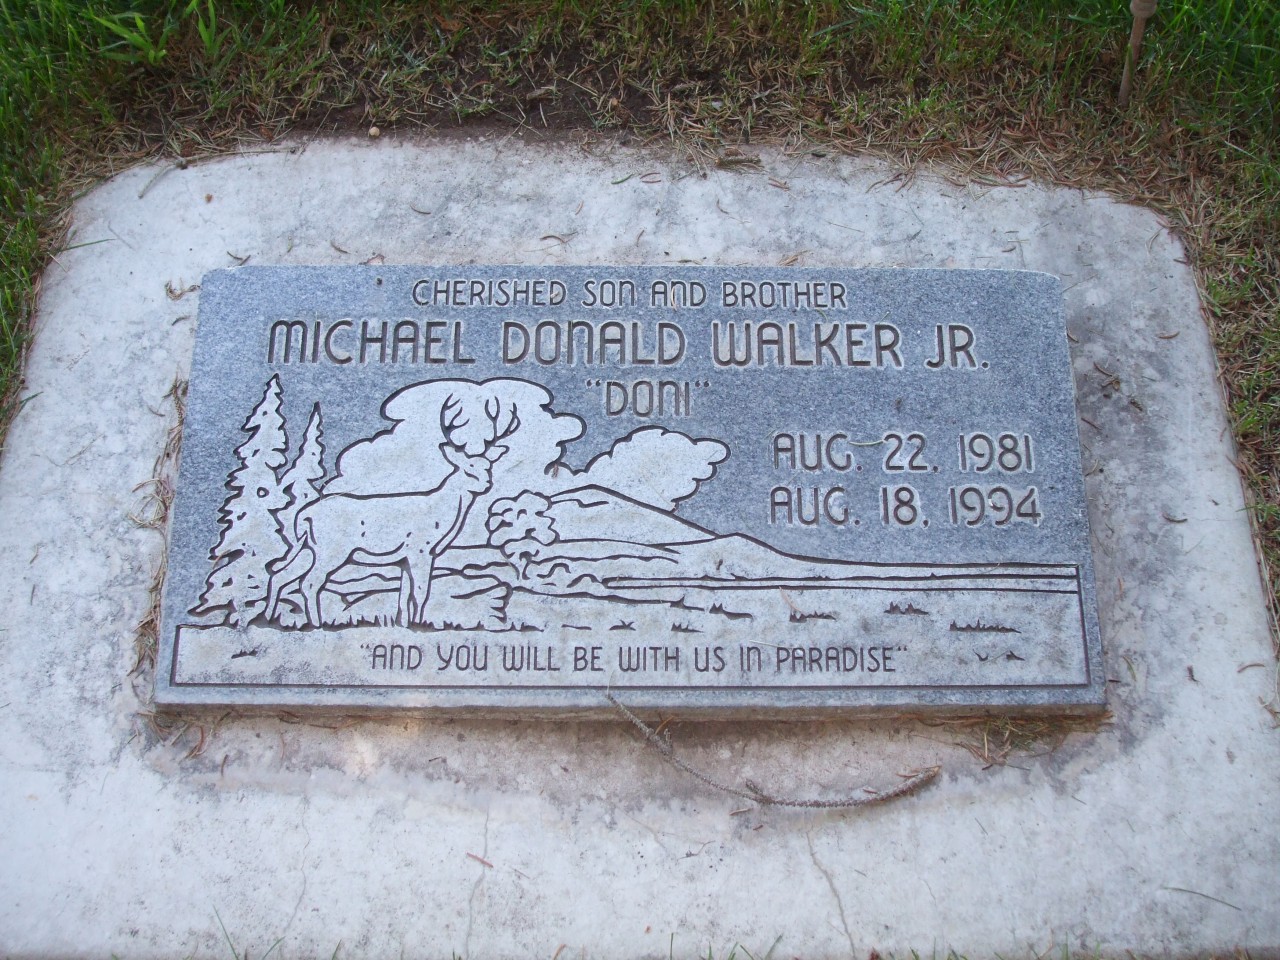 CHERISHED SON AND BROTHER
MICHAEL DONALD WALKER JR.
"DONI"
AUG. 22, 1981
AUG. 18, 1994
"AND YOU WILL BE WITH US IN PARADISE"